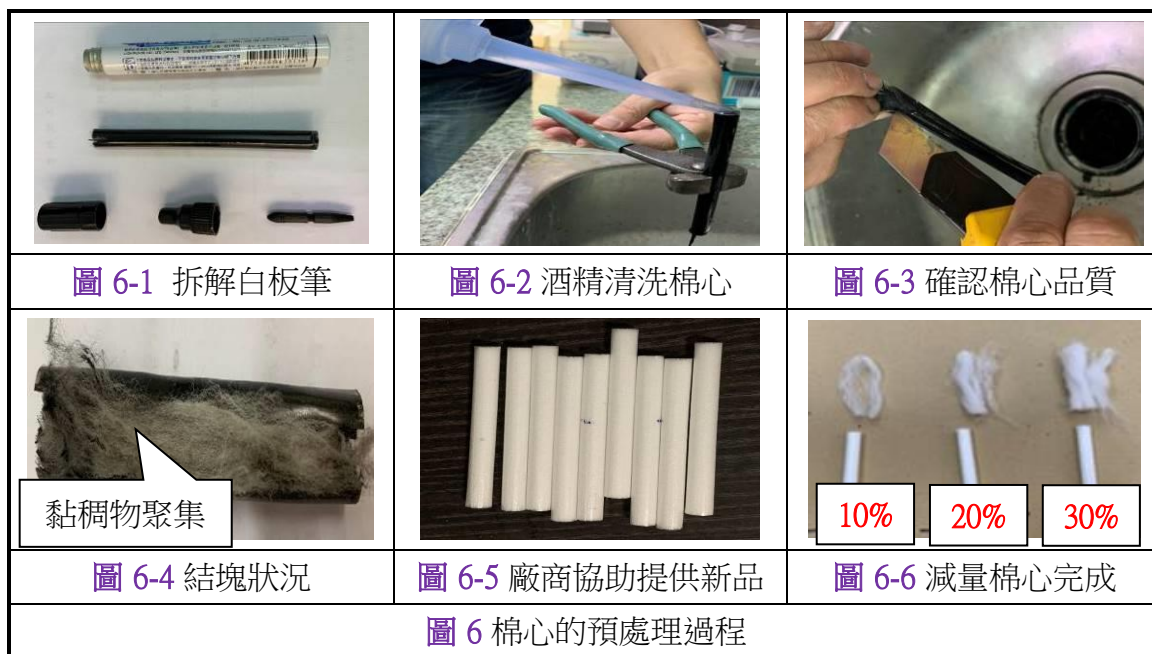 圖 6-1 拆解白板筆
圖 6-2 酒精清洗棉心
圖 6-3 確認棉心品質
黏稠物聚集
10%
20%
30%
圖 6-4 結塊狀況
圖 6-5 廠商協助提供新品
圖 6-6 減量棉心完成
圖 6 棉心的預處理過程